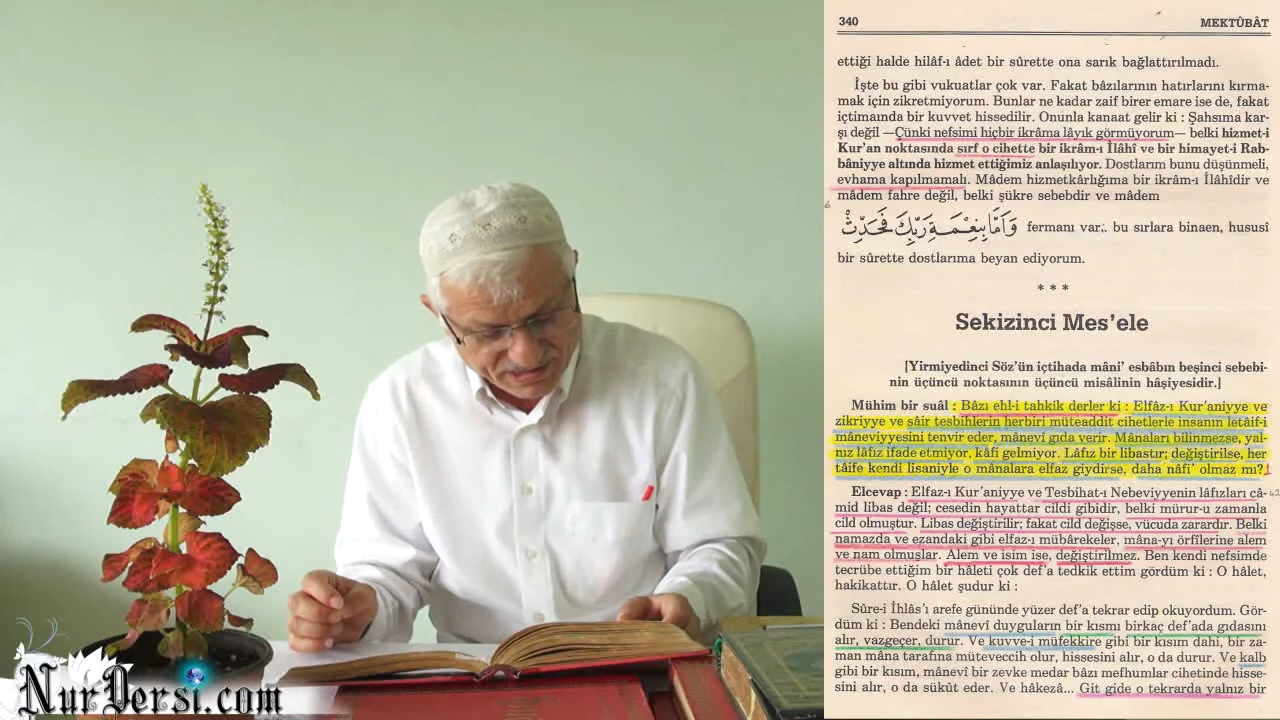 340
MEKTÛBÂT
ettiği halde hilâf-ı âdet bir sûrette ona sarık bağlattırılmadı.
İşte bu gibi vukuatlar çok var. Fakat bâzılarının hatırlarını kırma-
mak için zikretmiyorum. Bunlar ne kadar zaif birer emare ise de, fakat
içtimaında bir kuvvet hissedilir. Onunla kanaat gelir ki : Şahsıma kar-
şı değil —Çünki nefsimi hiçbir ikrâma lâyık görmüyorum— belki hizmet-i
Kur'an noktasında sırf o cihette bir ikrâm-ı İlâhî ve bir himayet-i Rab-
bâniyye altında hizmet ettiğimiz anlaşılıyor. Dostlarım bunu düşünmeli,
evhama kapılmamalı. Mâdem hizmetkârlığıma bir ikrâm-ı İlâhîdir ve
mâdem fahre değil, belki şükre sebebdir ve mâdem
وَاَمَّا بِنِعْمَةِ رَبِّكَ فَحَدِّثْ fermanı var. bu sırlara binaen, hususî
bir sûrette dostlarıma beyan ediyorum.
* * *
Sekizinci Mes'ele
[Yirmiyedinci Söz'ün içtihada mâni' esbâbın beşinci sebebi-
nin üçüncü noktasının üçüncü misâlinin hâşiyesidir.]
Mühim bir suâl : Bâzı ehl-i tahkik derler ki : Elfâz-ı Kur'aniyye ve
zikriyye ve sâir tesbihlerin herbiri müteaddit cihetlerle insanın letâif-i
mâneviyyesini tenvir eder, mânevî gıda verir. Mânaları bilinmezse, yal-
nız lâfız ifade etmiyor, kâfi gelmiyor. Lâfız bir libastır; değiştirilse, her
tâife kendi lisaniyle o mânalara elfaz giydirse, daha nâfi' olmaz mı?
Elcevap : Elfaz-ı Kur'aniyye ve Tesbihat-ı Nebeviyyenin lâfızları câ-
mid libas değil; cesedin hayattar cildi gibidir, belki mürur-u zamanla
cild olmuştur. Libas değiştirilir; fakat cild değişse, vücuda zarardır. Belki
namazda ve ezandaki gibi elfaz-ı mübârekeler, mâna-yı örfîlerine alem
ve nam olmuşlar. Alem ve isim ise, değiştirilmez. Ben kendi nefsimde
tecrübe ettiğim bir hâleti çok def'a tedkik ettim gördüm ki : O hâlet,
hakikattır. O hâlet şudur ki :
Sûre-i İhlâs'ı arefe gününde yüzer def'a tekrar edip okuyordum. Gör-
düm ki : Bendeki mânevî duyguların bir kısmı birkaç def'ada gıdasını
alır, vazgeçer, durur. Ve kuvve-i müfekkire gibi bir kısım dahi, bir za-
man mâna tarafına müteveccih olur, hissesini alır, o da durur. Ve kalb
gibi bir kısım, mânevî bir zevke medar bâzı mefhumlar cihetinde hisse-
sini alır, o da sükût eder. Ve hâkezâ... Git gide o tekrarda yalnız bir
NurDersi.com